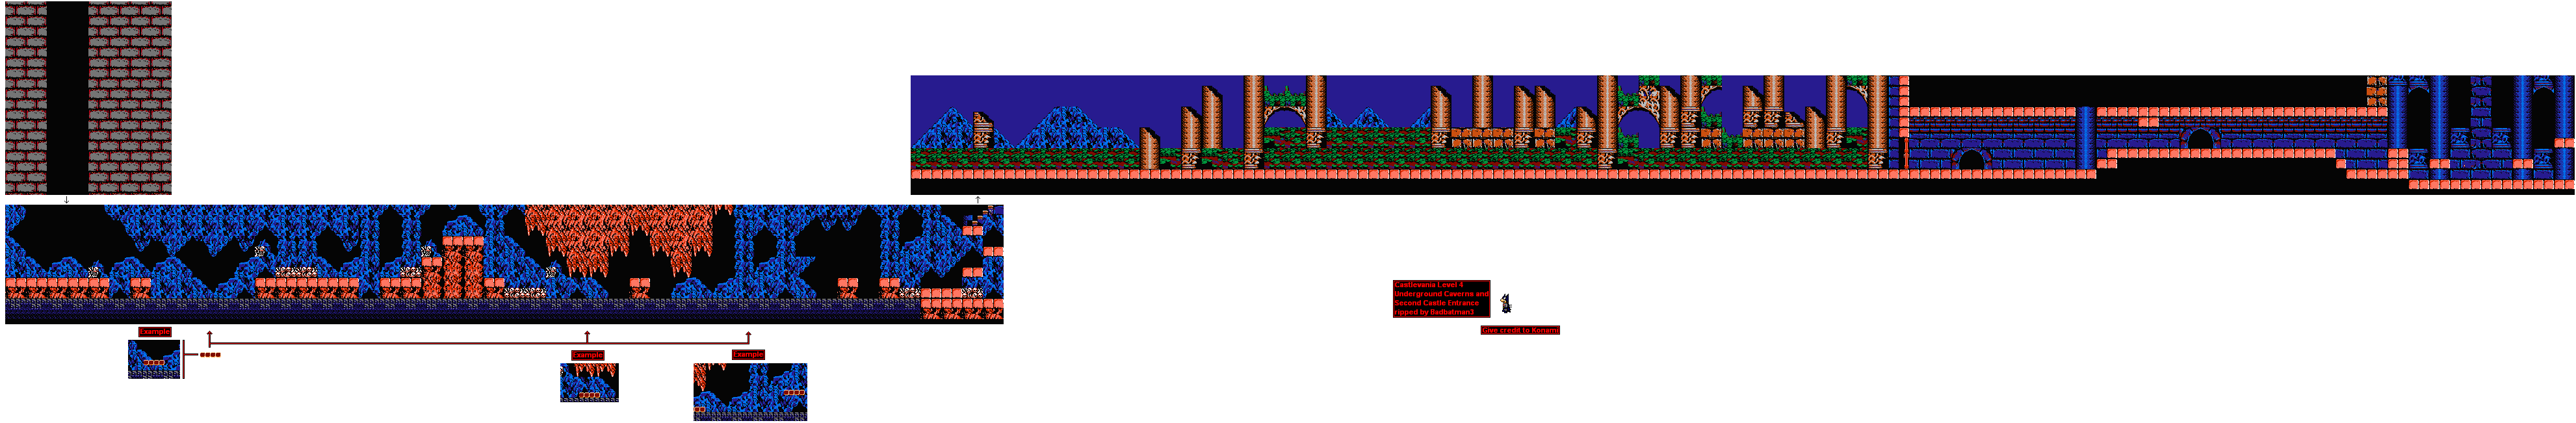 Castlevania Level 4
Underground Caverns and
Second Castle Entrance
ripped by Badbatman3
Give credit to Konami
Example
Example
Example